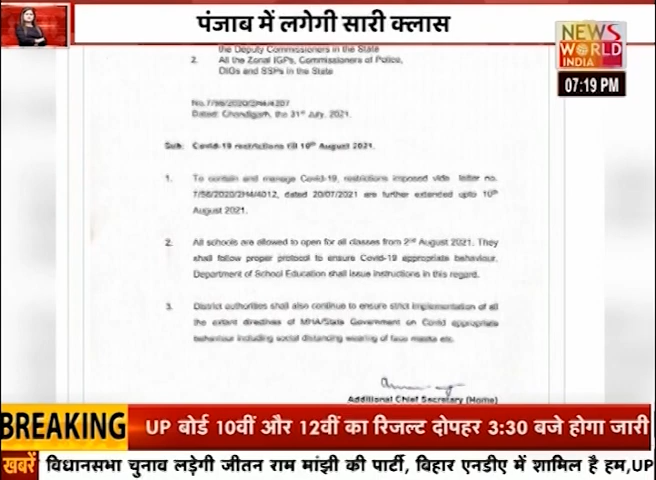 पंजाब में लगेगी सारी क्लास
NEWS
WORLD
INDIA
07:19 PM
the Deputy Commissioners in the State
2. All the Zonal IGPs, Commissioners of Police,
DIGs and SSPs in the State
No.7/56/2020/2H4/4207
Dated: Chandigarh, the 31st July, 2021.
Sub: Covid-19 restrictions till 10th August 2021.
1. To contain and manage Covid-19, restrictions imposed vide letter no.
7/56/2020/2H4/4012, dated 20/07/2021 are further extended upto 10th
August 2021.
2. All schools are allowed to open for all classes from 2nd August 2021. They
shall follow proper protocol to ensure Covid-19 appropriate behaviour.
Department of School Education shall issue instructions in this regard.
3. District authorities shall also continue to ensure strict implementation of all
the extant directives of MHA/State Government on Covid appropriate
behaviour including social distancing wearing of face masks etc.
Additional Chief Secretary (Home)
BREAKING
UP बोर्ड 10वीं और 12वीं का रिजल्ट दोपहर 3:30 बजे होगा जारी
खबरें
विधानसभा चुनाव लड़ेगी जीतन राम मांझी की पार्टी, बिहार एनडीए में शामिल है हम,UP